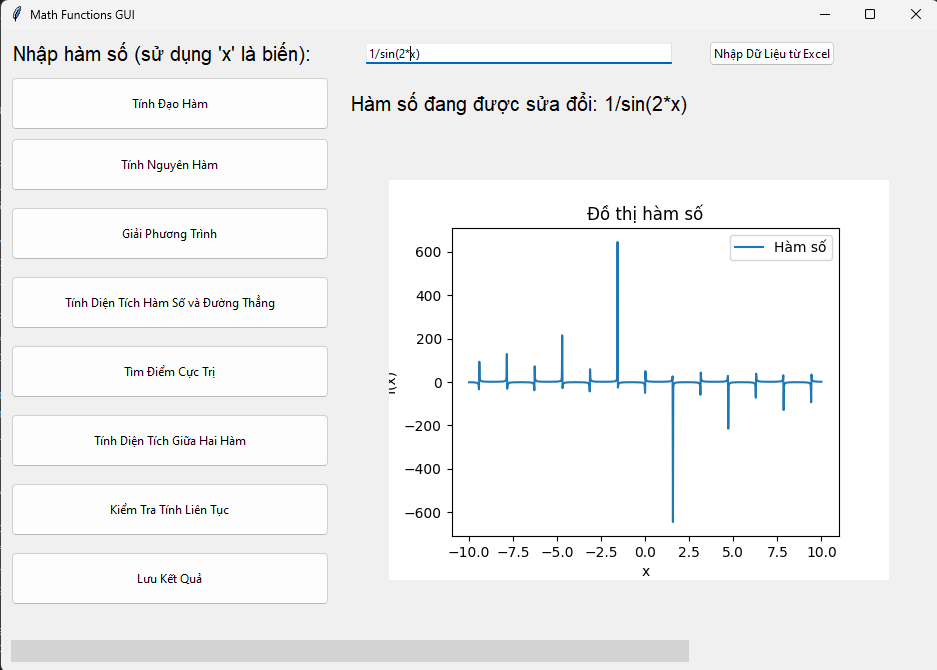 Math Functions GUI
Nhập hàm số (sử dụng 'x' là biến):
1/sin(2*x)
Nhập Dữ Liệu từ Excel
Tính Đạo Hàm
Hàm số đang được sửa đổi: 1/sin(2*x)
Tính Nguyên Hàm
Giải Phương Trình
Tính Diện Tích Hàm Số và Đường Thẳng
Tìm Điểm Cực Trị
Tính Diện Tích Giữa Hai Hàm
Kiểm Tra Tính Liên Tục
Lưu Kết Quả
Đồ thị hàm số
Hàm số
600
400
200
0
−200
−400
−600
f(x)
−10.0 −7.5 −5.0 −2.5 0.0 2.5 5.0 7.5 10.0
x